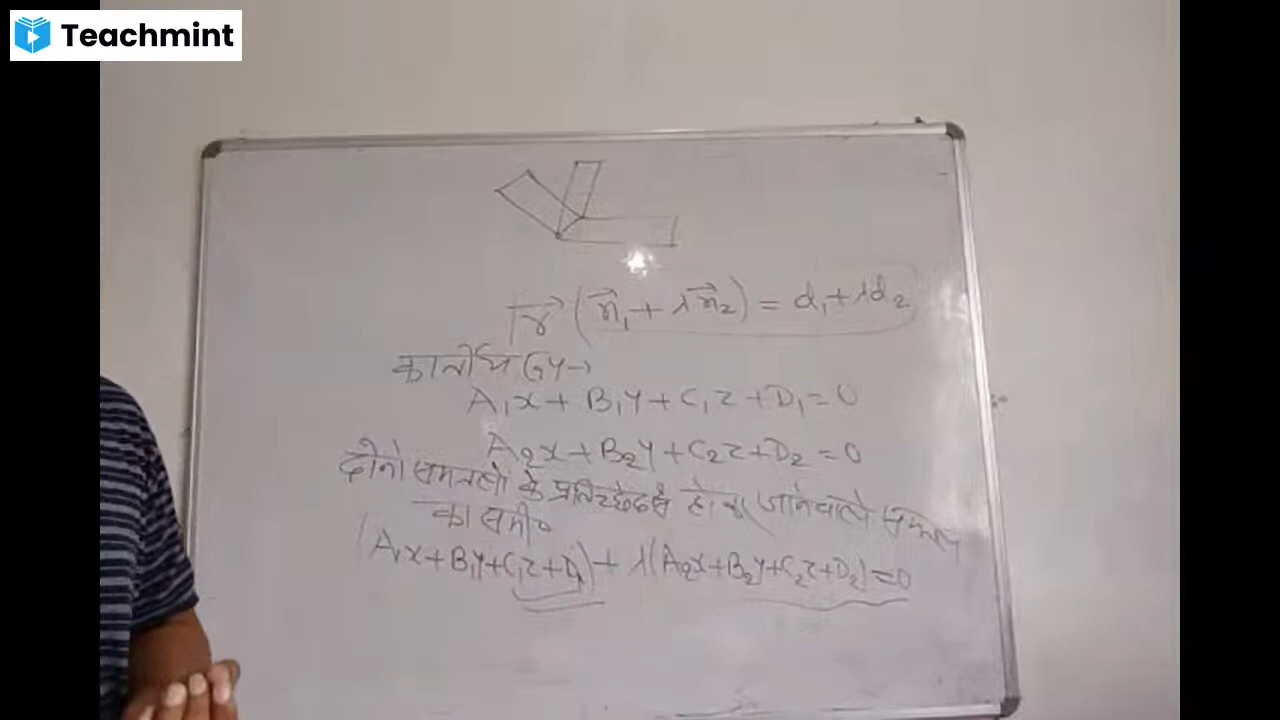 Teachmint
r⃗ (n⃗₁ + λn⃗₂) = d₁ + λd₂
कार्तीय
A₁x + B₁y + C₁z + D₁ = 0
A₂x + B₂y + C₂z + D₂ = 0
दोनो समतलो के प्रतिच्छेदसे होकर जानेवाले समतल
का समी०
(A₁x + B₁y + C₁z + D₁) + λ(A₂x + B₂y + C₂z + D₂) = 0